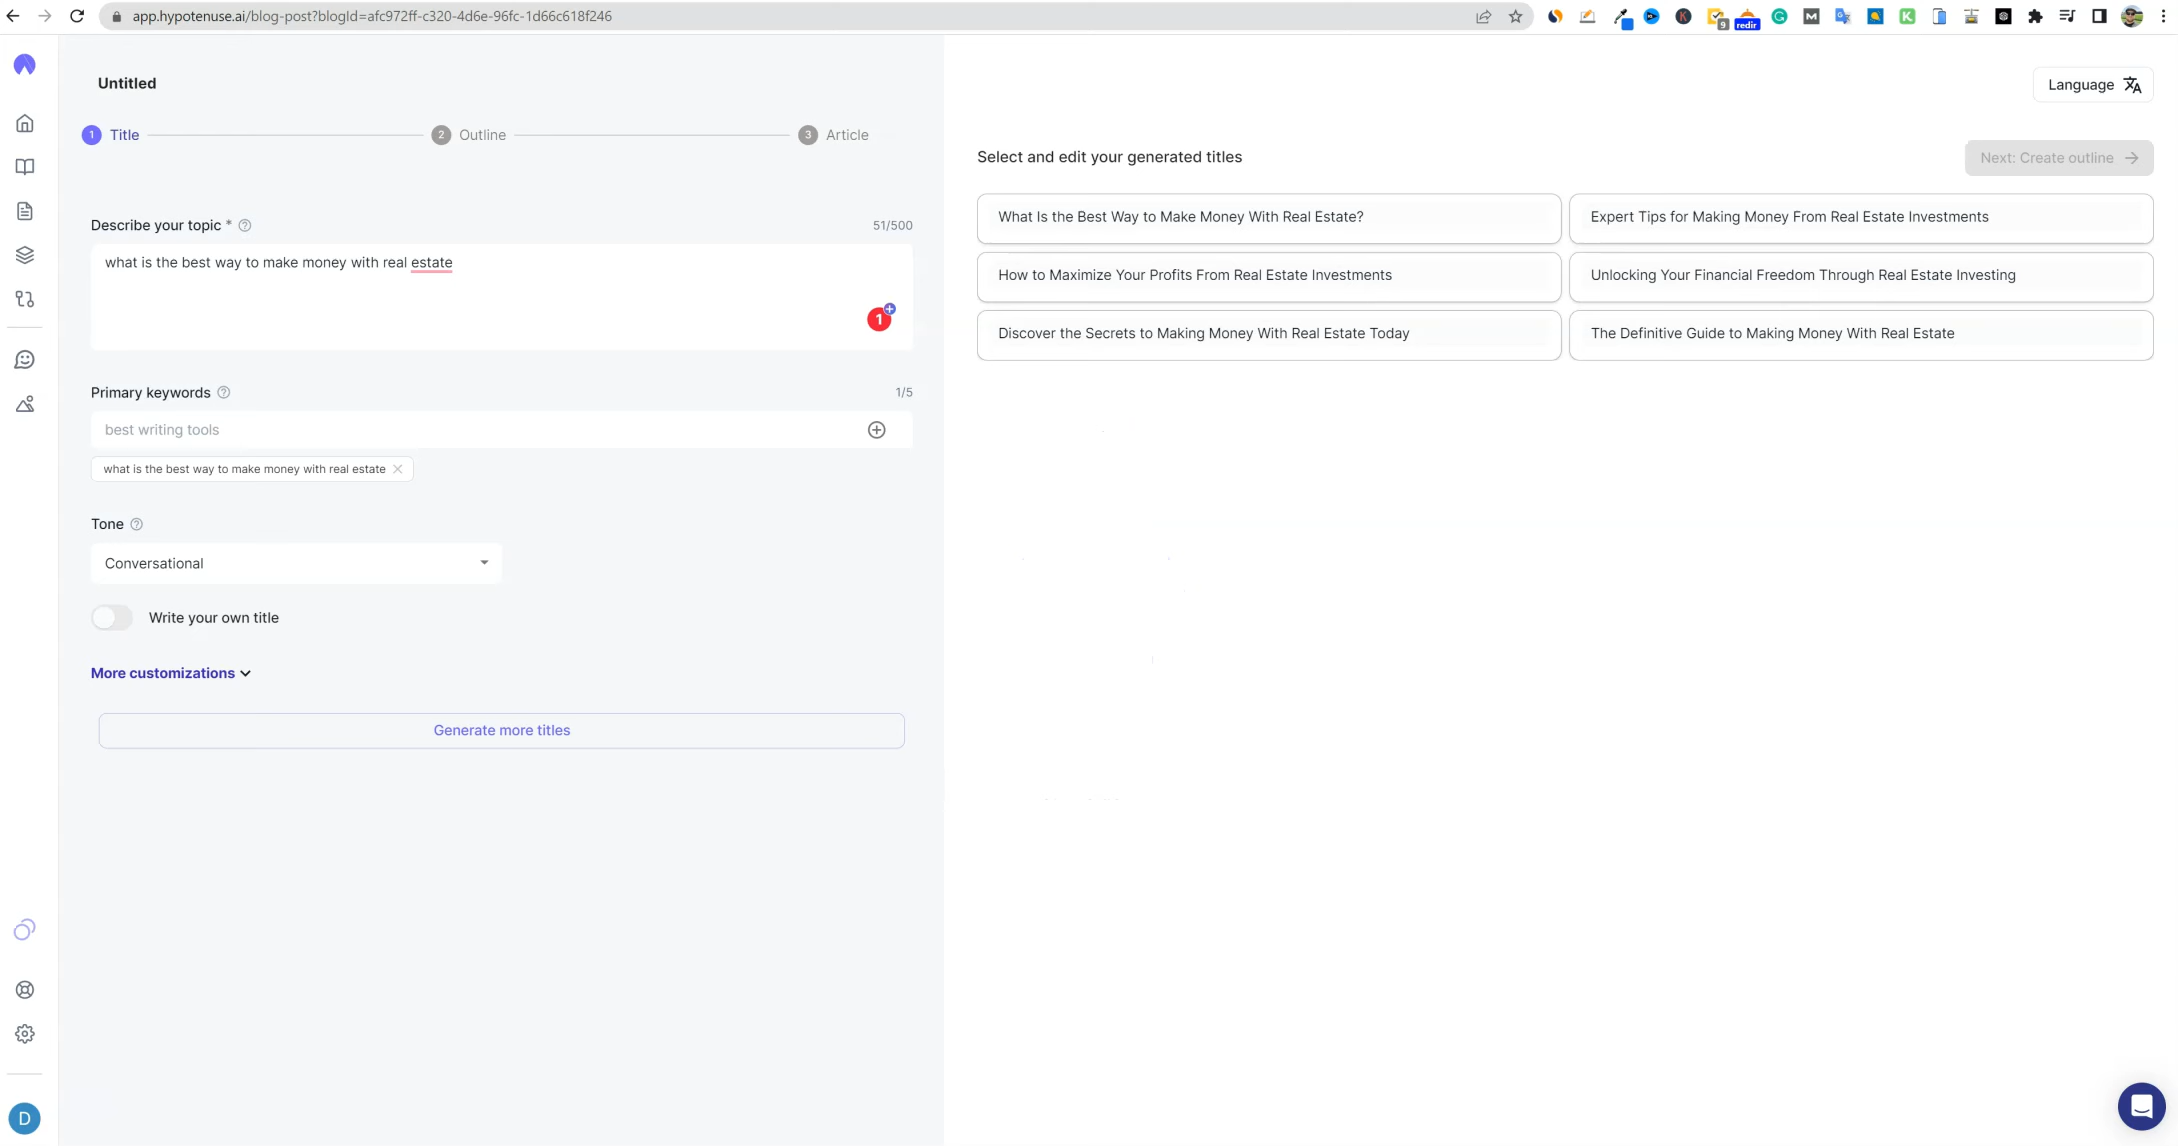 app.hypotenuse.ai/blog-post?blogId=afc972ff-c320-4d6e-96fc-1d66c618f246
9
redir
Untitled
1 Title
2 Outline
3 Article
Describe your topic *
51/500
what is the best way to make money with real estate
1
Primary keywords
1/5
best writing tools
what is the best way to make money with real estate
Tone
Conversational
Write your own title
More customizations
Generate more titles
D
Language
Select and edit your generated titles
Next: Create outline
What Is the Best Way to Make Money With Real Estate?
Expert Tips for Making Money From Real Estate Investments
How to Maximize Your Profits From Real Estate Investments
Unlocking Your Financial Freedom Through Real Estate Investing
Discover the Secrets to Making Money With Real Estate Today
The Definitive Guide to Making Money With Real Estate